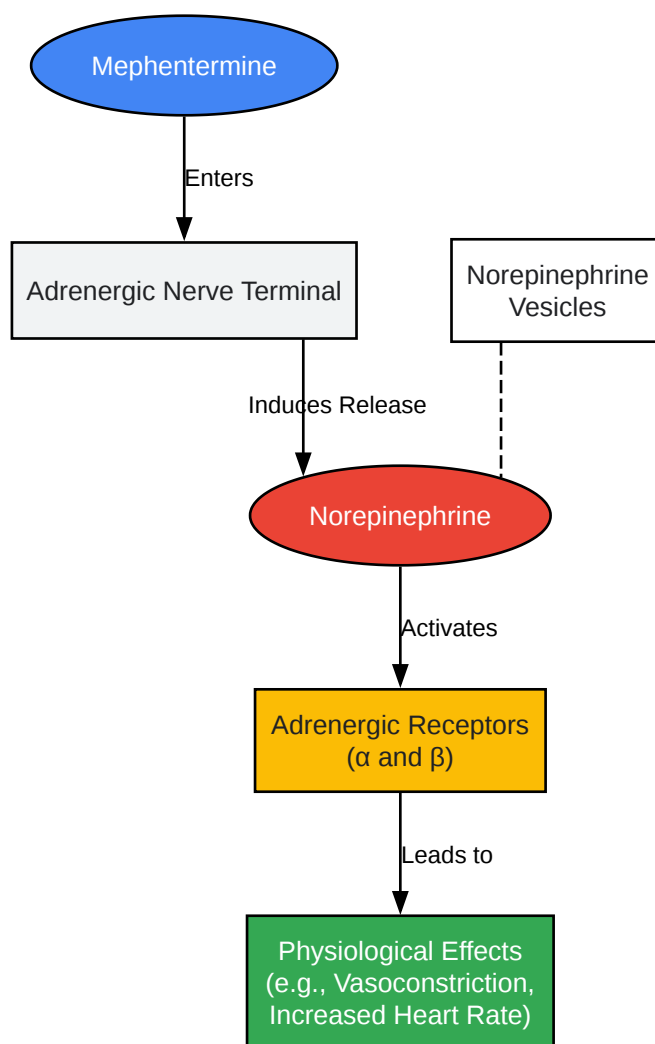 Mephentermine
Enters
Adrenergic Nerve Terminal
Norepinephrine
Vesicles
Induces Release
Norepinephrine
Activates
Adrenergic Receptors
(α and β)
Leads to
Physiological Effects
(e.g., Vasoconstriction,
Increased Heart Rate)